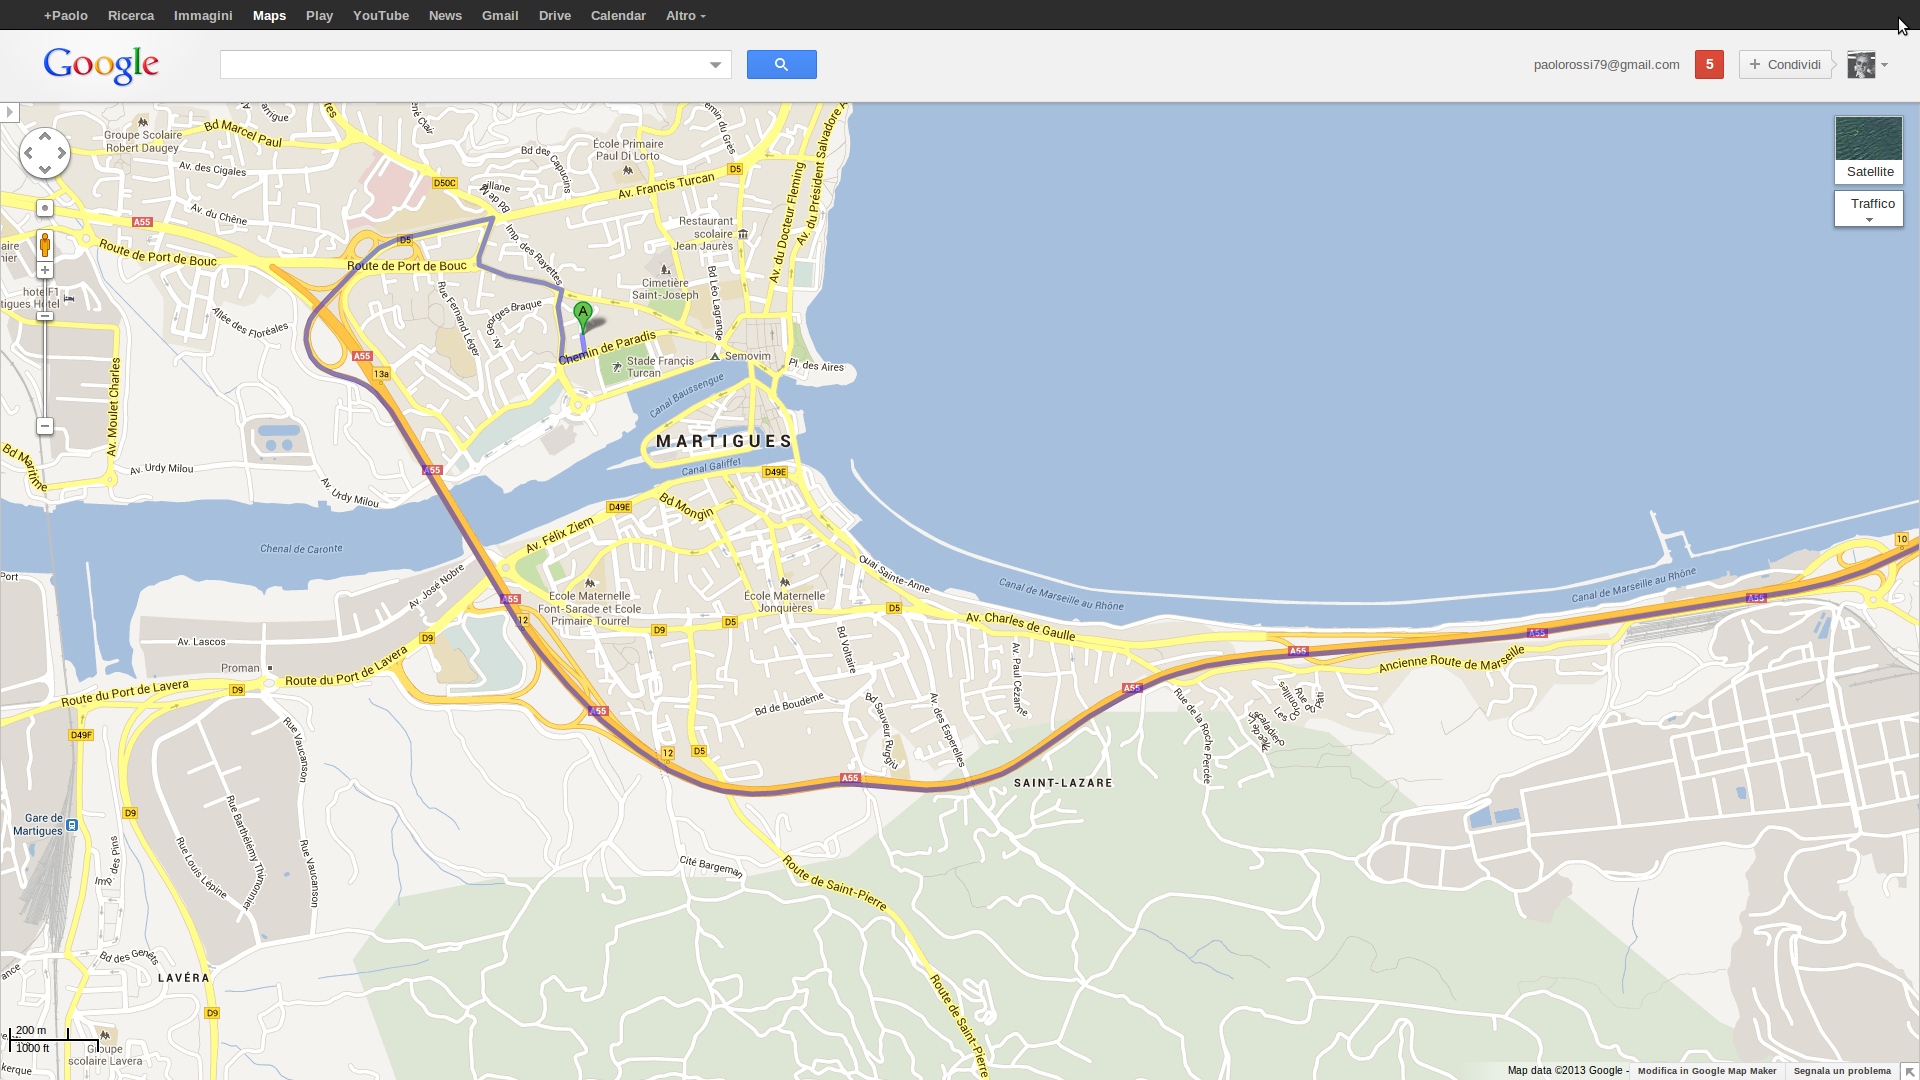 +Paolo Ricerca Immagini Maps Play YouTube News Gmail Drive Calendar Altro
Google
paolorossi79@gmail.com
5
+ Condividi
Satellite
Traffico
Groupe Scolaire
Robert Daugey
Bd Marcel Paul
Av. des Cigales
Av. du Chêne
A55
Route de Port de Bouc
D50C
Bd des Capucins
École Primaire
Paul Di Lorto
Av. Francis Turcan
D5
Av. du Docteur Fleming
Av. du Président Salvadore A
Restaurant
scolaire
Jean Jaurès
Imp. des Rayettes
D5
Route de Port de Bouc
Cimetière
Saint-Joseph
Bd Léo Lagrange
Rue Fernand Léger
Av. Georges Braque
A
Chemin de Paradis
Stade Françis
Turcan
Semovim
Pl. des Aires
hotelF1
tigues Hotel
Allée des Floréales
A55
13a
Av. Moulet Charles
Canal Baussengue
MARTIGUES
Canal Galiffet
D49E
Bd Maritime
Av. Urdy Milou
Av. Urdy Milou
A55
D49E
Bd Mongin
Av. Félix Ziem
Chenal de Caronte
Port
Av. José Nobre
Quai Sainte-Anne
Canal de Marseille au Rhône
Canal de Marseille au Rhône
10
A55
12
Ecole Maternelle
Font-Sarade et Ecole
Primaire Tourrel
École Maternelle
Jonquières
D5
D5
D9
D9
Av. Charles de Gaulle
A55
A55
A55
Ancienne Route de Marseille
Av. Lascos
Proman
Route du Port de Lavera
Route du Port de Lavera
D9
D49F
Bd Voltaire
Av. Paul Cézanne
A55
Bd de Boudème
Bd Sauveur Ruggiu
Av. des Esperelles
Rue de la Roche Percée
A55
12
D5
A55
SAINT-LAZARE
Rue Vaucanson
Rue Barthélémy Thimonnier
Rue Louis Lépine
Rue Vaucanson
D9
Gare de
Martigues
Imp. des Pins
Cité Bargeman
Route de Saint-Pierre
Route de Saint-Pierre
Bd des Genêts
LAVÉRA
D9
Groupe
scolaire Lavera
kerque
200 m
1000 ft
Map data ©2013 Google -
Modifica in Google Map Maker
Segnala un problema